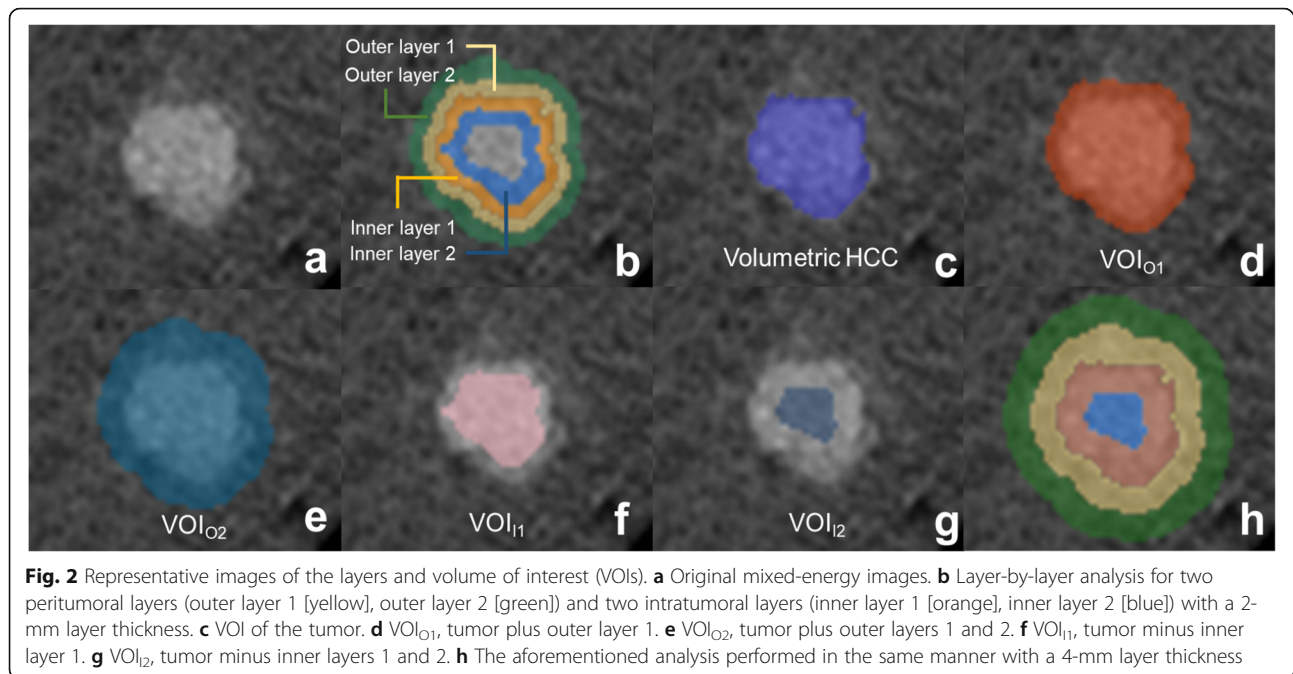 Outer layer 1
Outer layer 2
Inner layer 1
Inner layer 2
a
b
Volumetric HCC
c
VOIO1
d
VOIO2
e
VOII1
f
VOII2
g
h
Fig. 2 Representative images of the layers and volume of interest (VOIs). a Original mixed-energy images. b Layer-by-layer analysis for two
peritumoral layers (outer layer 1 [yellow], outer layer 2 [green]) and two intratumoral layers (inner layer 1 [orange], inner layer 2 [blue]) with a 2-
mm layer thickness. c VOI of the tumor. d VOIO1, tumor plus outer layer 1. e VOIO2, tumor plus outer layers 1 and 2. f VOII1, tumor minus inner
layer 1. g VOII2, tumor minus inner layers 1 and 2. h The aforementioned analysis performed in the same manner with a 4-mm layer thickness